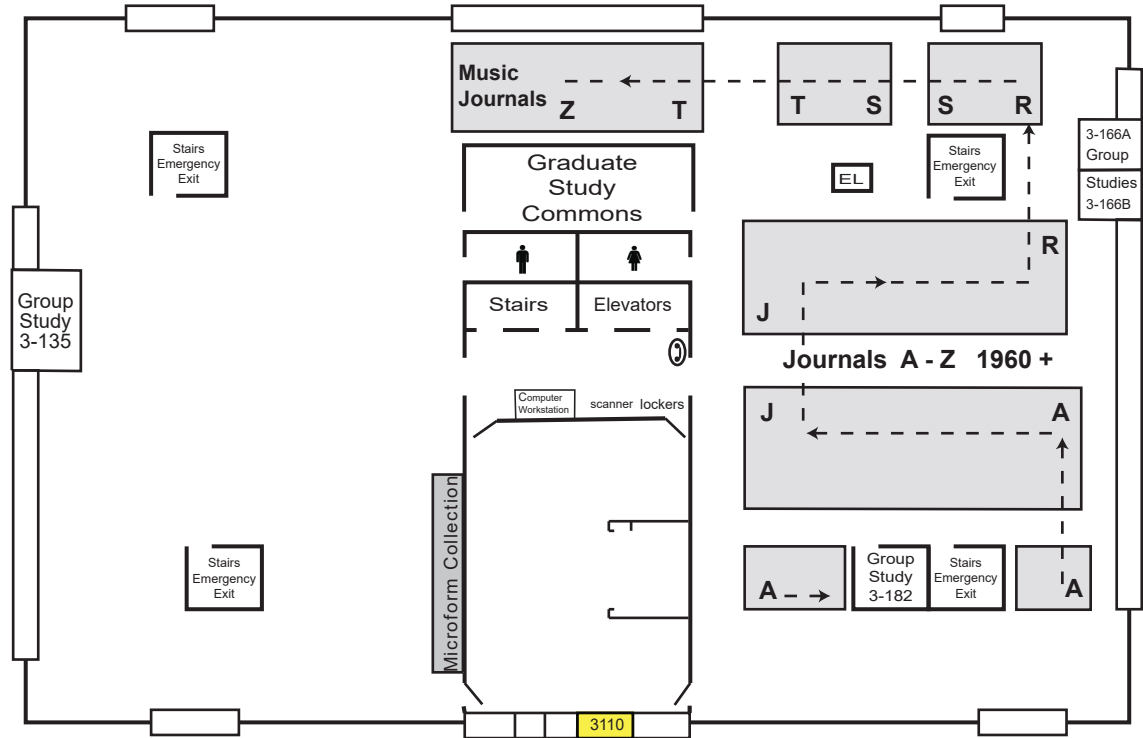 Music
Journals
Z
T
T
S
S
R
3-166A
Group
Studies
3-166B
Stairs
Emergency
Exit
Graduate
Study
Commons
EL
Stairs
Emergency
Exit
R
J
Stairs
Elevators
Group
Study
3-135
Journals A - Z 1960 +
Computer
Workstation
scanner
lockers
J
A
Microform Collection
Stairs
Emergency
Exit
A
Group
Study
3-182
Stairs
Emergency
Exit
A
3110